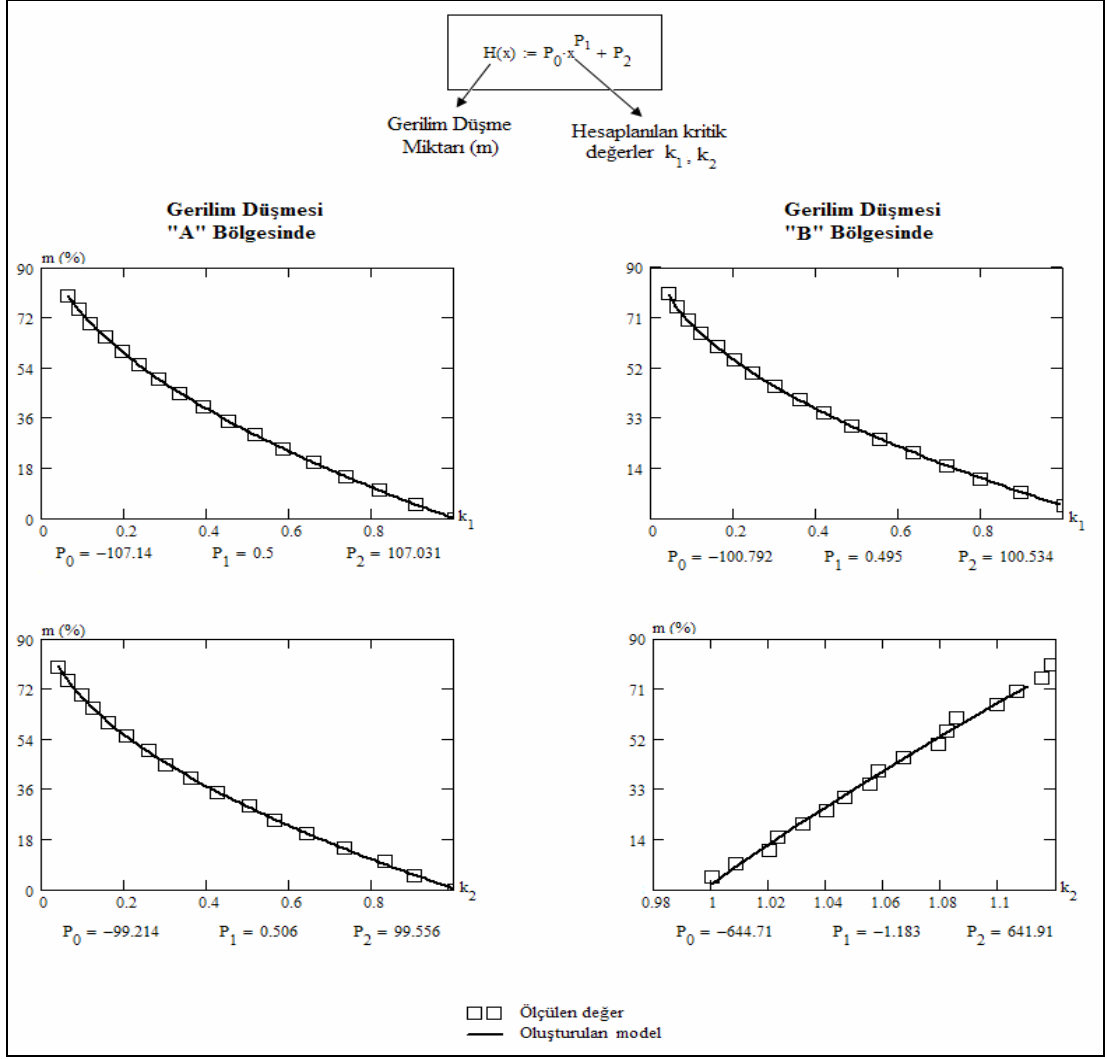 H(x) := P₀·x^P₁ + P₂
Gerilim Düşme
Miktarı (m)
Hesaplanılan kritik
değerler k₁, k₂
Gerilim Düşmesi
"A" Bölgesinde
Gerilim Düşmesi
"B" Bölgesinde
m (%)
90
72
54
36
18
0
0 0.2 0.4 0.6 0.8 k₁
P₀ = −107.14 P₁ = 0.5 P₂ = 107.031
m (%)
90
71
52
33
14
0 0.2 0.4 0.6 0.8 k₁
P₀ = −100.792 P₁ = 0.495 P₂ = 100.534
m (%)
90
72
54
36
18
0
0 0.2 0.4 0.6 0.8 k₂
P₀ = −99.214 P₁ = 0.506 P₂ = 99.556
m (%)
90
71
52
33
14
0.98 1 1.02 1.04 1.06 1.08 1.1 k₂
P₀ = −644.71 P₁ = −1.183 P₂ = 641.91
Ölçülen değer
Oluşturulan model